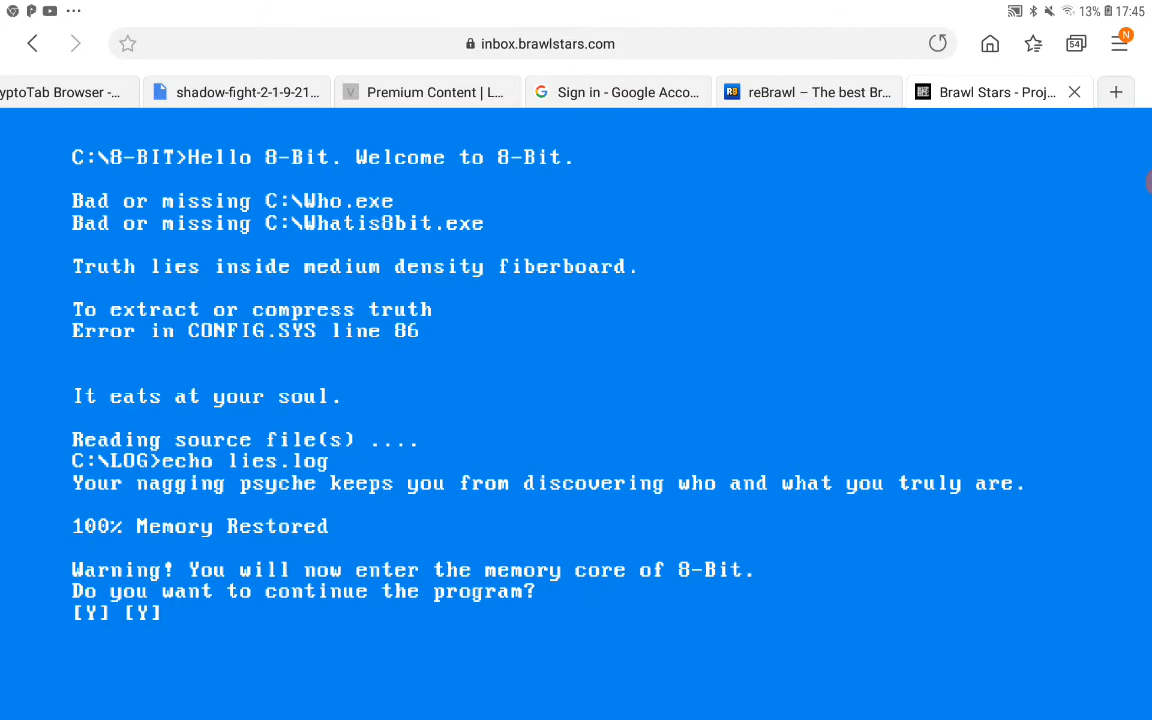 13% 17:45
inbox.brawlstars.com
54
N
yptoTab Browser -...
shadow-fight-2-1-9-21...
V Premium Content | L...
G Sign in - Google Acco...
RB reBrawl – The best Br...
Brawl Stars - Proj...
C:\8-BIT>Hello 8-Bit. Welcome to 8-Bit.
Bad or missing C:\Who.exe
Bad or missing C:\Whatis8bit.exe
Truth lies inside medium density fiberboard.
To extract or compress truth
Error in CONFIG.SYS line 86
It eats at your soul.
Reading source file(s) ....
C:\LOG>echo lies.log
Your nagging psyche keeps you from discovering who and what you truly are.
100% Memory Restored
Warning! You will now enter the memory core of 8-Bit.
Do you want to continue the program?
[Y] [Y]